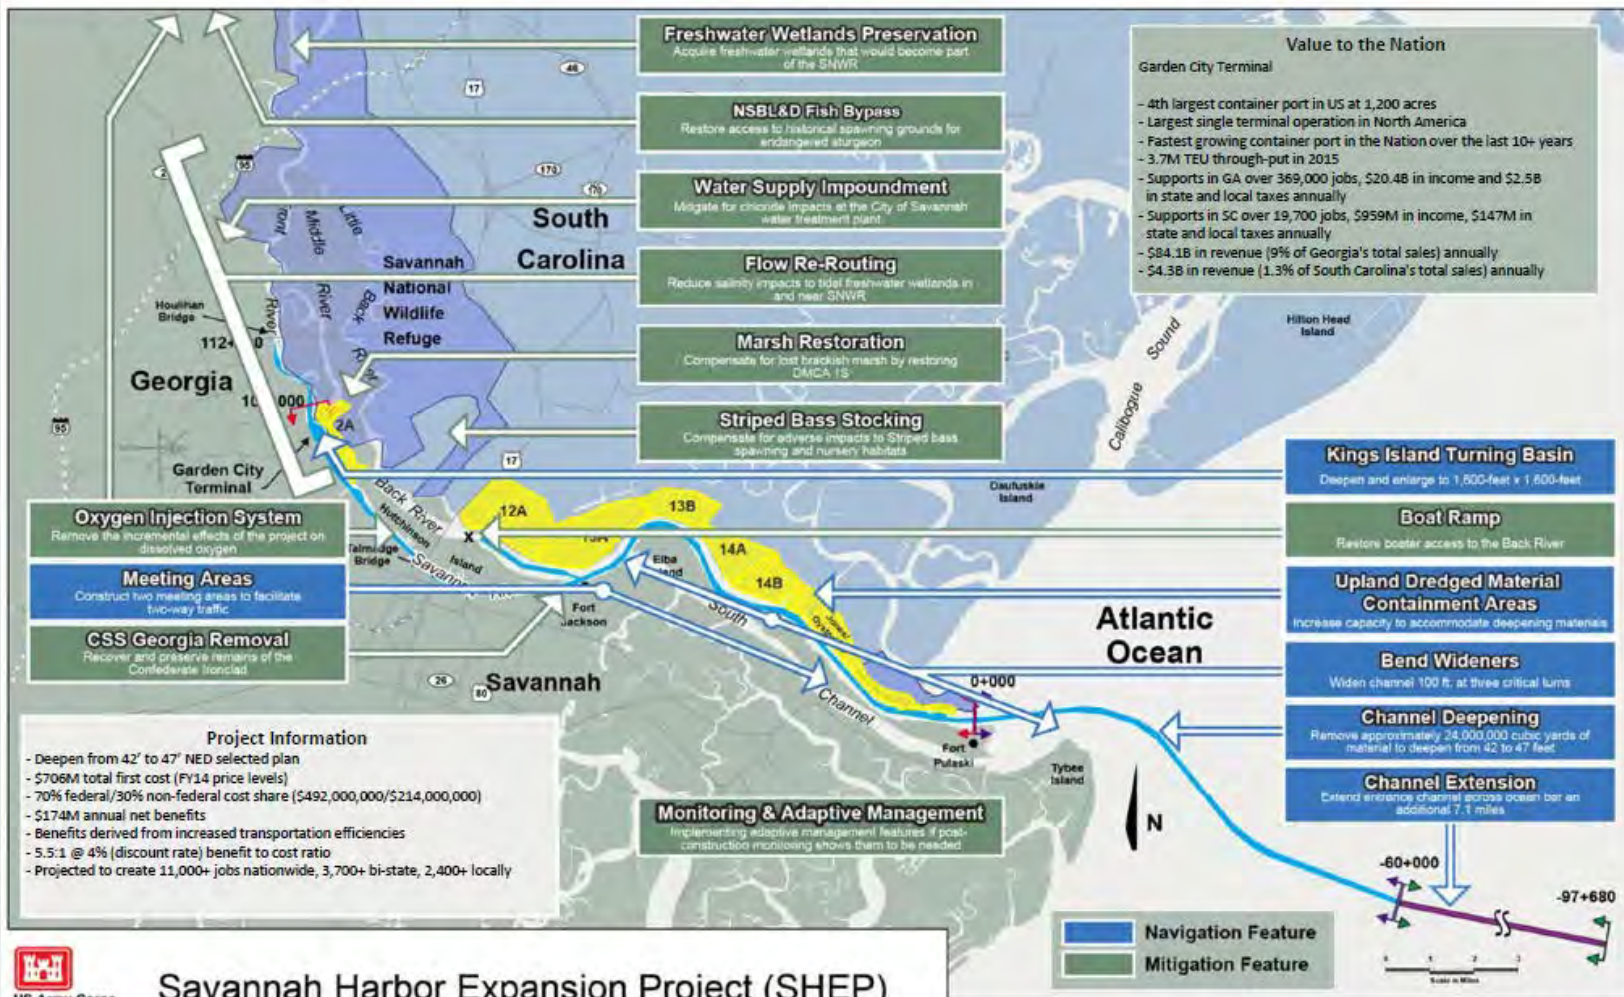 Freshwater Wetlands Preservation
Acquire freshwater wetlands that would become part
of the SNWR
NSBL&D Fish Bypass
Restore access to historical spawning grounds for
endangered sturgeon
Water Supply Impoundment
Mitigate for chloride impacts at the City of Savannah
water treatment plant
Flow Re-Routing
Reduce salinity impacts to tidal freshwater wetlands in
and near SNWR
Marsh Restoration
Compensate for lost brackish marsh by restoring
DMCA 1S
Striped Bass Stocking
Compensate for adverse impacts to Striped bass
spawning and nursery habitats
Value to the Nation
Garden City Terminal
- 4th largest container port in US at 1,200 acres
- Largest single terminal operation in North America
- Fastest growing container port in the Nation over the last 10+ years
- 3.7M TEU through-put in 2015
- Supports in GA over 369,000 jobs, $20.4B in income and $2.5B
in state and local taxes annually
- Supports in SC over 19,700 jobs, $959M in income, $147M in
state and local taxes annually
- $84.1B in revenue (9% of Georgia's total sales) annually
- $4.3B in revenue (1.3% of South Carolina's total sales) annually
46
17
170
95
South
Carolina
Little
Middle
River
Back
River
Savannah
National
Wildlife
Refuge
Houlihan
Bridge
River
Georgia
95
2A
17
Garden City
Terminal
Hilton Head
Island
Calibogue
Sound
Daufuskie
Island
Kings Island Turning Basin
Deepen and enlarge to 1,600-feet x 1,600-feet
Boat Ramp
Restore boater access to the Back River
Upland Dredged Material
Containment Areas
Increase capacity to accommodate deepening materials
Bend Wideners
Widen channel 100 ft. at three critical turns
Channel Deepening
Remove approximately 24,000,000 cubic yards of
material to deepen from 42 to 47 feet
Channel Extension
Extend entrance channel across ocean bar an
additional 7.1 miles
Oxygen Injection System
Remove the incremental effects of the project on
dissolved oxygen
Meeting Areas
Construct two meeting areas to facilitate
two-way traffic
CSS Georgia Removal
Recover and preserve remains of the
Confederate Ironclad
Back River
Hutchinson
Island
Talmadge
Bridge
X
12A
13B
14A
14B
Elba
Fort
Jackson
South
Channel
26
80
Savannah
Atlantic
Ocean
0+000
Fort
Pulaski
Tybee
Island
N
Project Information
- Deepen from 42' to 47' NED selected plan
- $706M total first cost (FY14 price levels)
- 70% federal/30% non-federal cost share ($492,000,000/$214,000,000)
- $174M annual net benefits
- Benefits derived from increased transportation efficiencies
- 5.5:1 @ 4% (discount rate) benefit to cost ratio
- Projected to create 11,000+ jobs nationwide, 3,700+ bi-state, 2,400+ locally
Monitoring & Adaptive Management
Implementing adaptive management features if post-
construction monitoring shows them to be needed
-60+000
-97+680
Navigation Feature
Mitigation Feature
0 1 2 3
Scale in Miles
Savannah Harbor Expansion Project (SHEP)